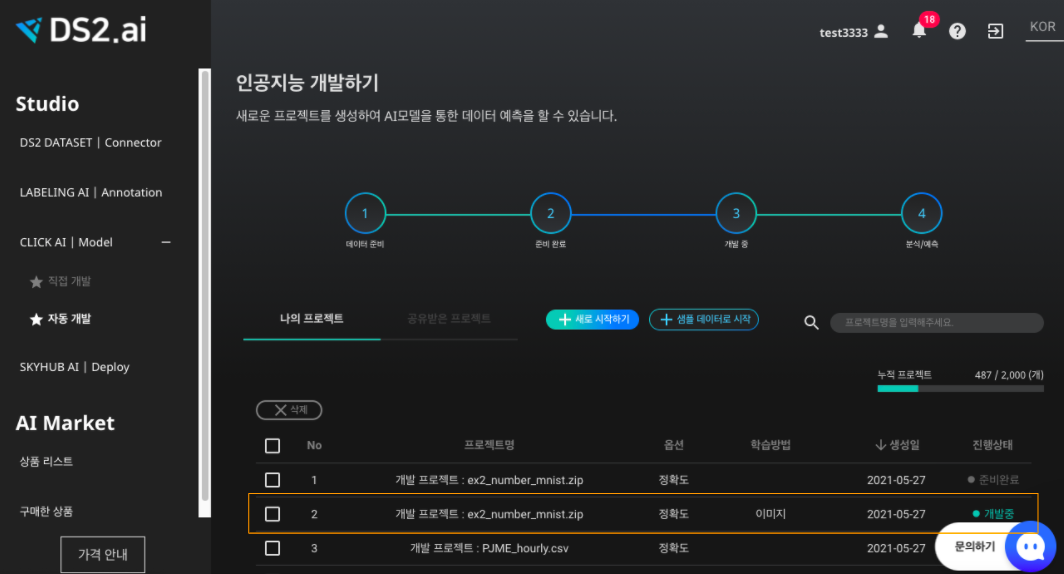 DS2.ai
test3333
18
KOR
Studio
DS2 DATASET | Connector
LABELING AI | Annotation
CLICK AI | Model
직접 개발
자동 개발
SKYHUB AI | Deploy
AI Market
상품 리스트
구매한 상품
가격 안내
인공지능 개발하기
새로운 프로젝트를 생성하여 AI모델을 통한 데이터 예측을 할 수 있습니다.
1 2 3 4
데이터 준비 준비 완료 개발 중 분석/예측
나의 프로젝트 공유받은 프로젝트 새로 시작하기 샘플 데이터로 시작 프로젝트명을 입력해주세요.
누적 프로젝트 487 / 2,000 (개)
삭제
No 프로젝트명 옵션 학습방법 생성일 진행상태
1 개발 프로젝트 : ex2_number_mnist.zip 정확도 2021-05-27 준비완료
2 개발 프로젝트 : ex2_number_mnist.zip 정확도 이미지 2021-05-27 개발중
3 개발 프로젝트 : PJME_hourly.csv 정확도 2021-05-27
문의하기